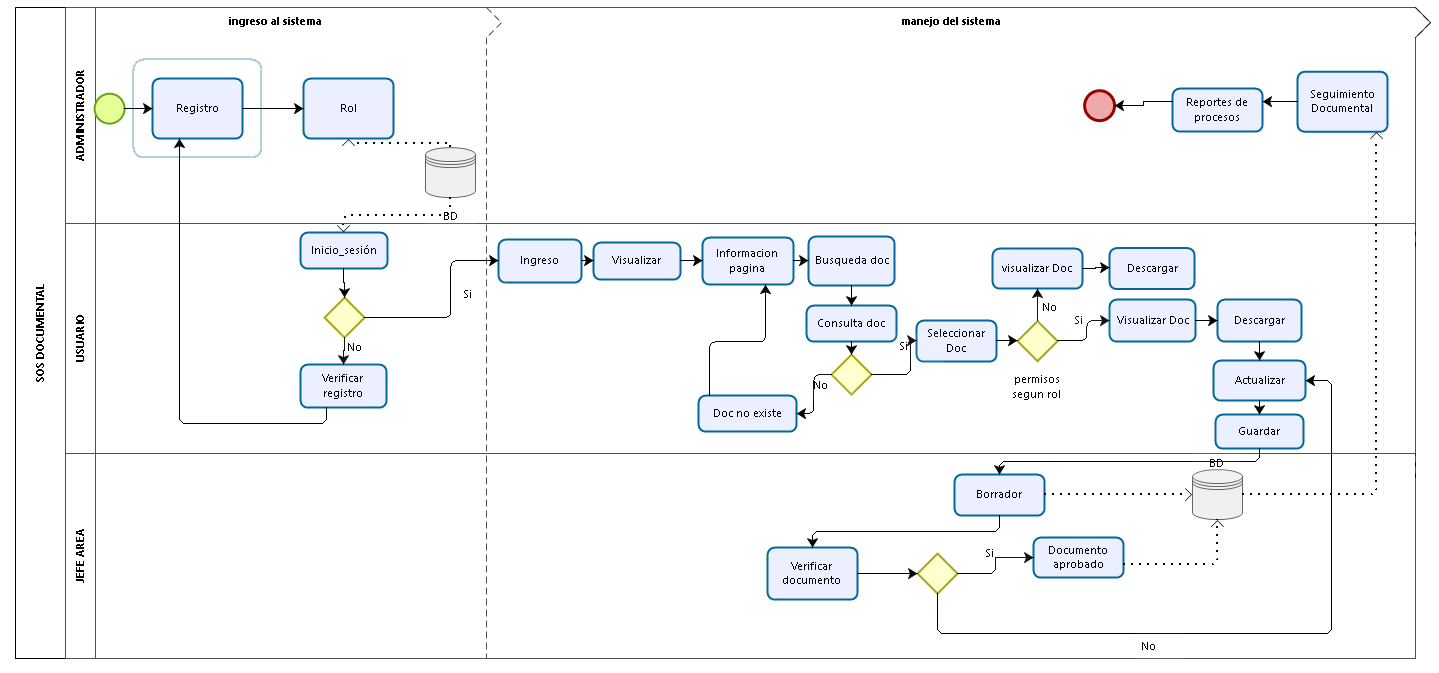 ingreso al sistema
manejo del sistema
SOS DOCUMENTAL
ADMINISTRADOR
Registro
Rol
BD
Reportes de
procesos
Seguimiento
Documental
USUARIO
Inicio_sesión
Si
No
Verificar
registro
Ingreso
Visualizar
Informacion
pagina
Busqueda doc
Consulta doc
Si
No
Doc no existe
Seleccionar
Doc
permisos
segun rol
No
visualizar Doc
Descargar
Si
Visualizar Doc
Descargar
Actualizar
Guardar
JEFE AREA
Borrador
BD
Verificar
documento
Si
Documento
aprobado
No